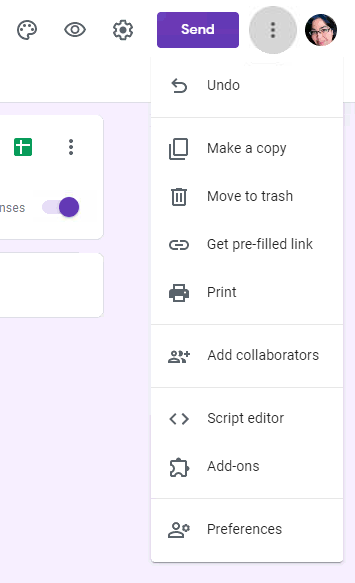 Send
Undo
nses
Make a copy
Move to trash
Get pre-filled link
Print
Add collaborators
Script editor
Add-ons
Preferences